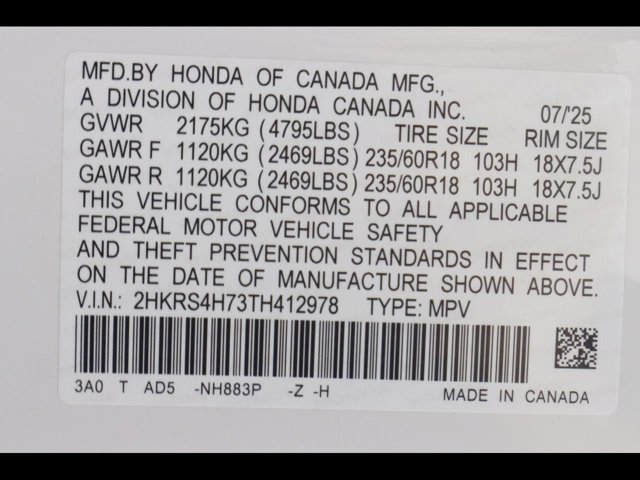 MFD.BY HONDA OF CANADA MFG.,
A DIVISION OF HONDA CANADA INC. 07/'25
GVWR 2175KG (4795LBS) TIRE SIZE RIM SIZE
GAWR F 1120KG (2469LBS) 235/60R18 103H 18X7.5J
GAWR R 1120KG (2469LBS) 235/60R18 103H 18X7.5J
THIS VEHICLE CONFORMS TO ALL APPLICABLE
FEDERAL MOTOR VEHICLE SAFETY
AND THEFT PREVENTION STANDARDS IN EFFECT
ON THE DATE OF MANUFACTURE SHOWN ABOVE.
V.I.N.: 2HKRS4H73TH412978 TYPE: MPV
3A0 T AD5 -NH883P -Z -H MADE IN CANADA